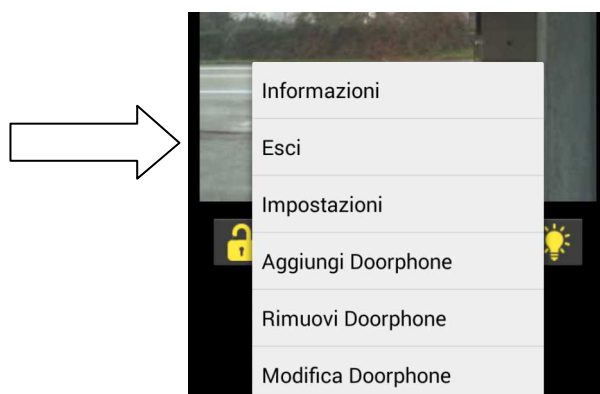 Informazioni
Esci
Impostazioni
Aggiungi Doorphone
Rimuovi Doorphone
Modifica Doorphone